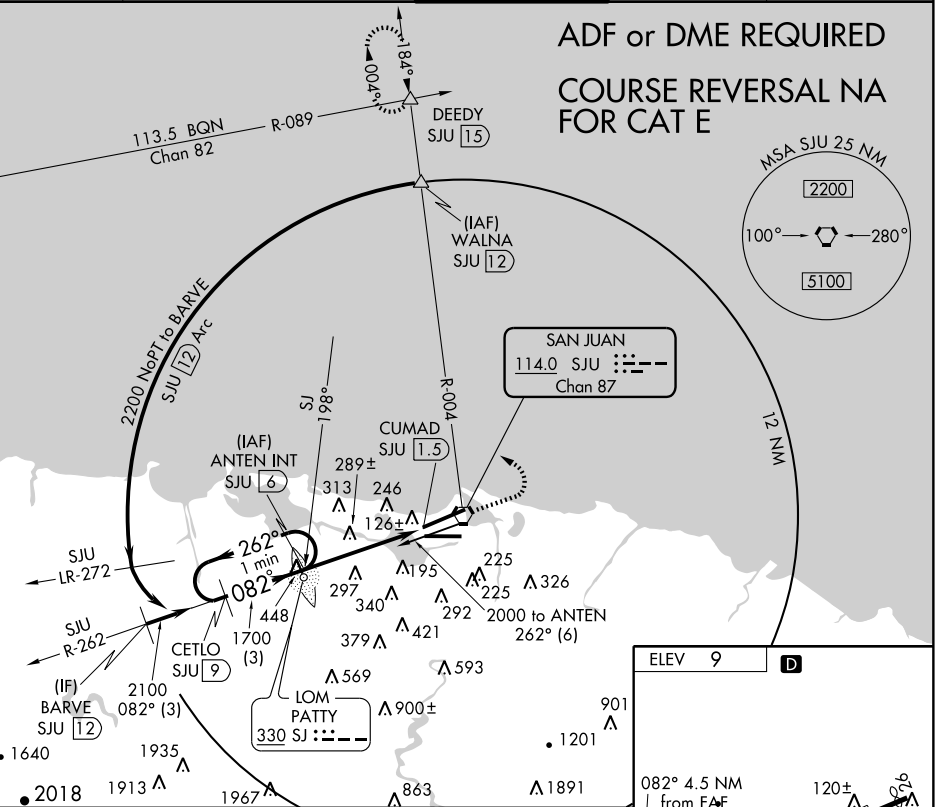 ADF or DME REQUIRED
COURSE REVERSAL NA
FOR CAT E
184°
004°
DEEDY
SJU 15
113.5 BQN
Chan 82
R-089
MSA SJU 25 NM
2200
100°
280°
5100
(IAF)
WALNA
SJU 12
2200 NoPT to BARVE
SJU 12 Arc
SAN JUAN
114.0 SJU
Chan 87
R-004
12 NM
SJ
198°
CUMAD
SJU 1.5
(IAF)
ANTEN INT
SJU 6
289±
313
246
126±
262°
1 min
082°
SJU
LR-272
195
225
225
326
297
340
292
448
2000 to ANTEN
262° (6)
SJU
R-262
CETLO
SJU 9
1700
(3)
421
379
593
569
(IF)
BARVE
SJU 12
2100
082° (3)
LOM
PATTY
330 SJ
900±
901
1201
ELEV 9
D
1640
1935
1913
2018
1967
863
1891
082° 4.5 NM
from FAF
120±
26